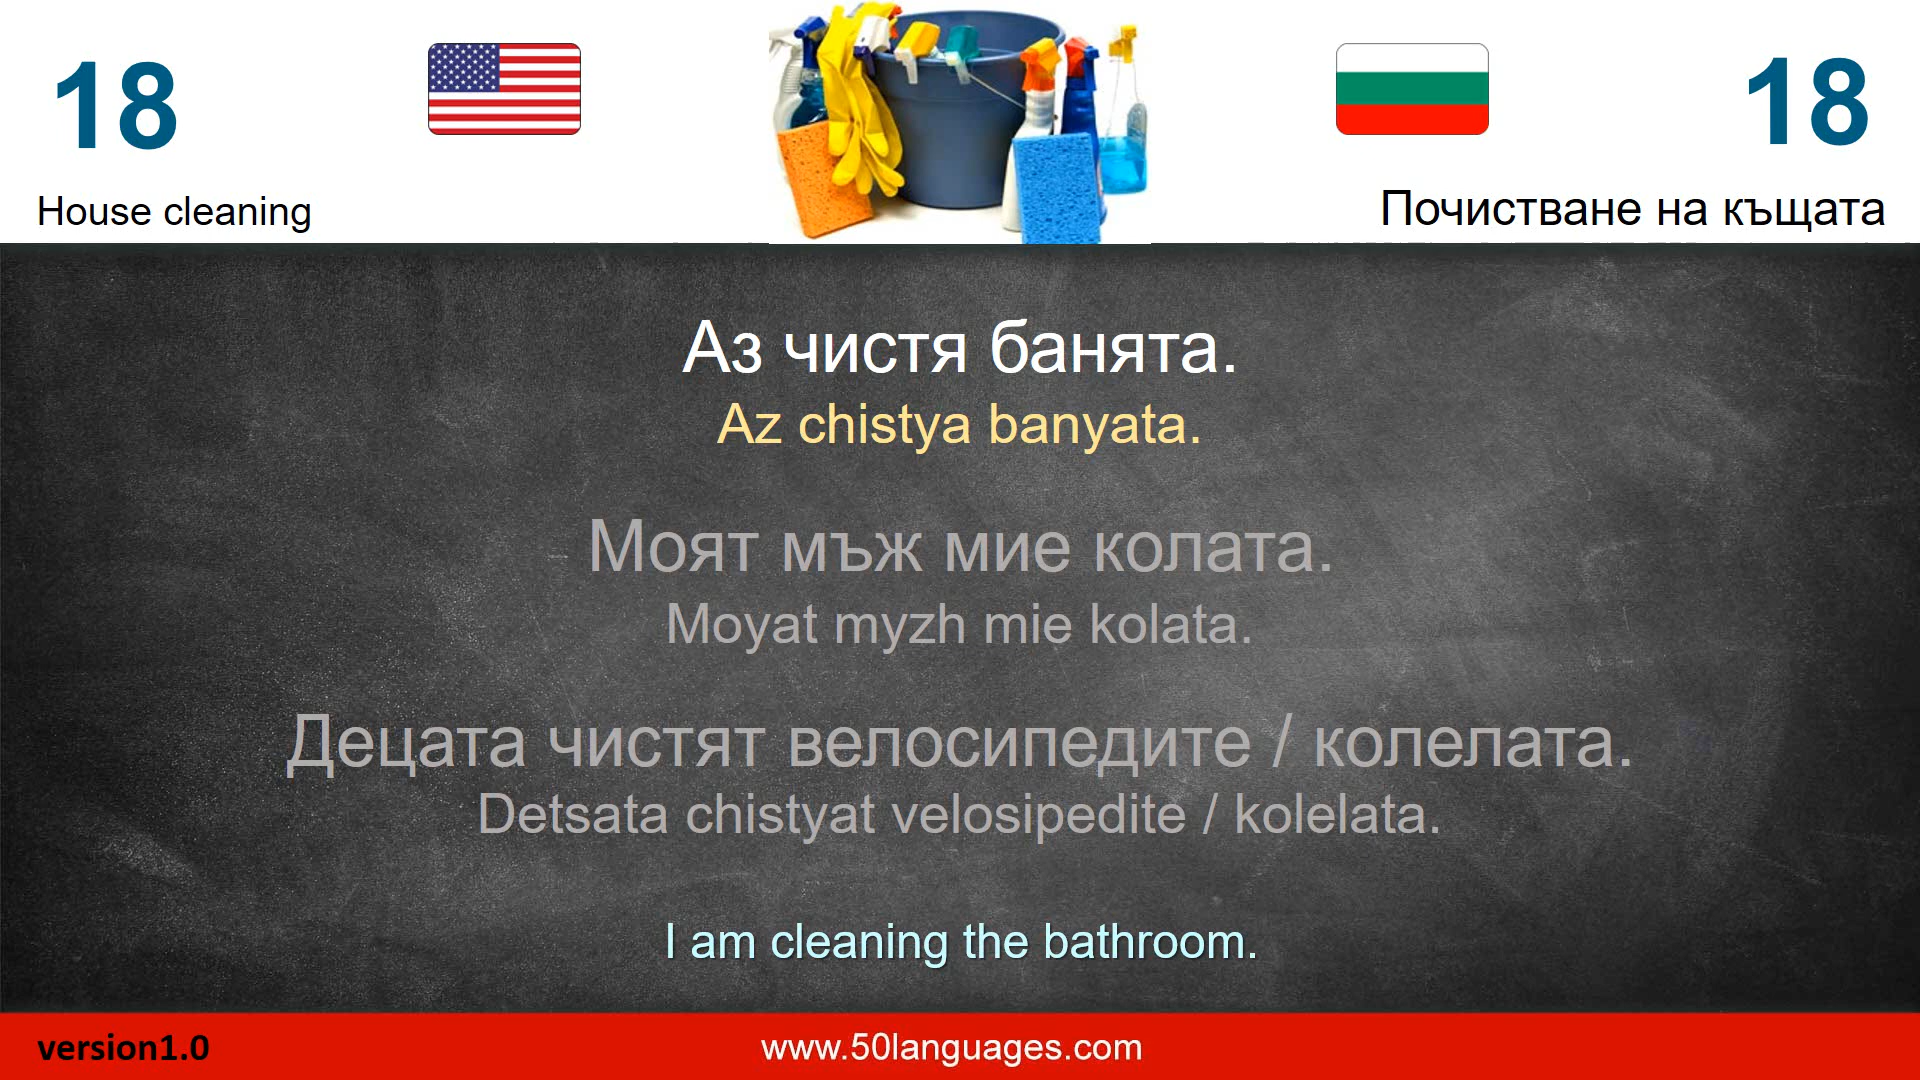 18
18
House cleaning
Почистване на къщата
Аз чистя банята.
Az chistya banyata.
Моят мъж мие колата.
Moyat myzh mie kolata.
Децата чистят велосипедите / колелата.
Detsata chistyat velosipedite / kolelata.
I am cleaning the bathroom.
version1.0
www.50languages.com